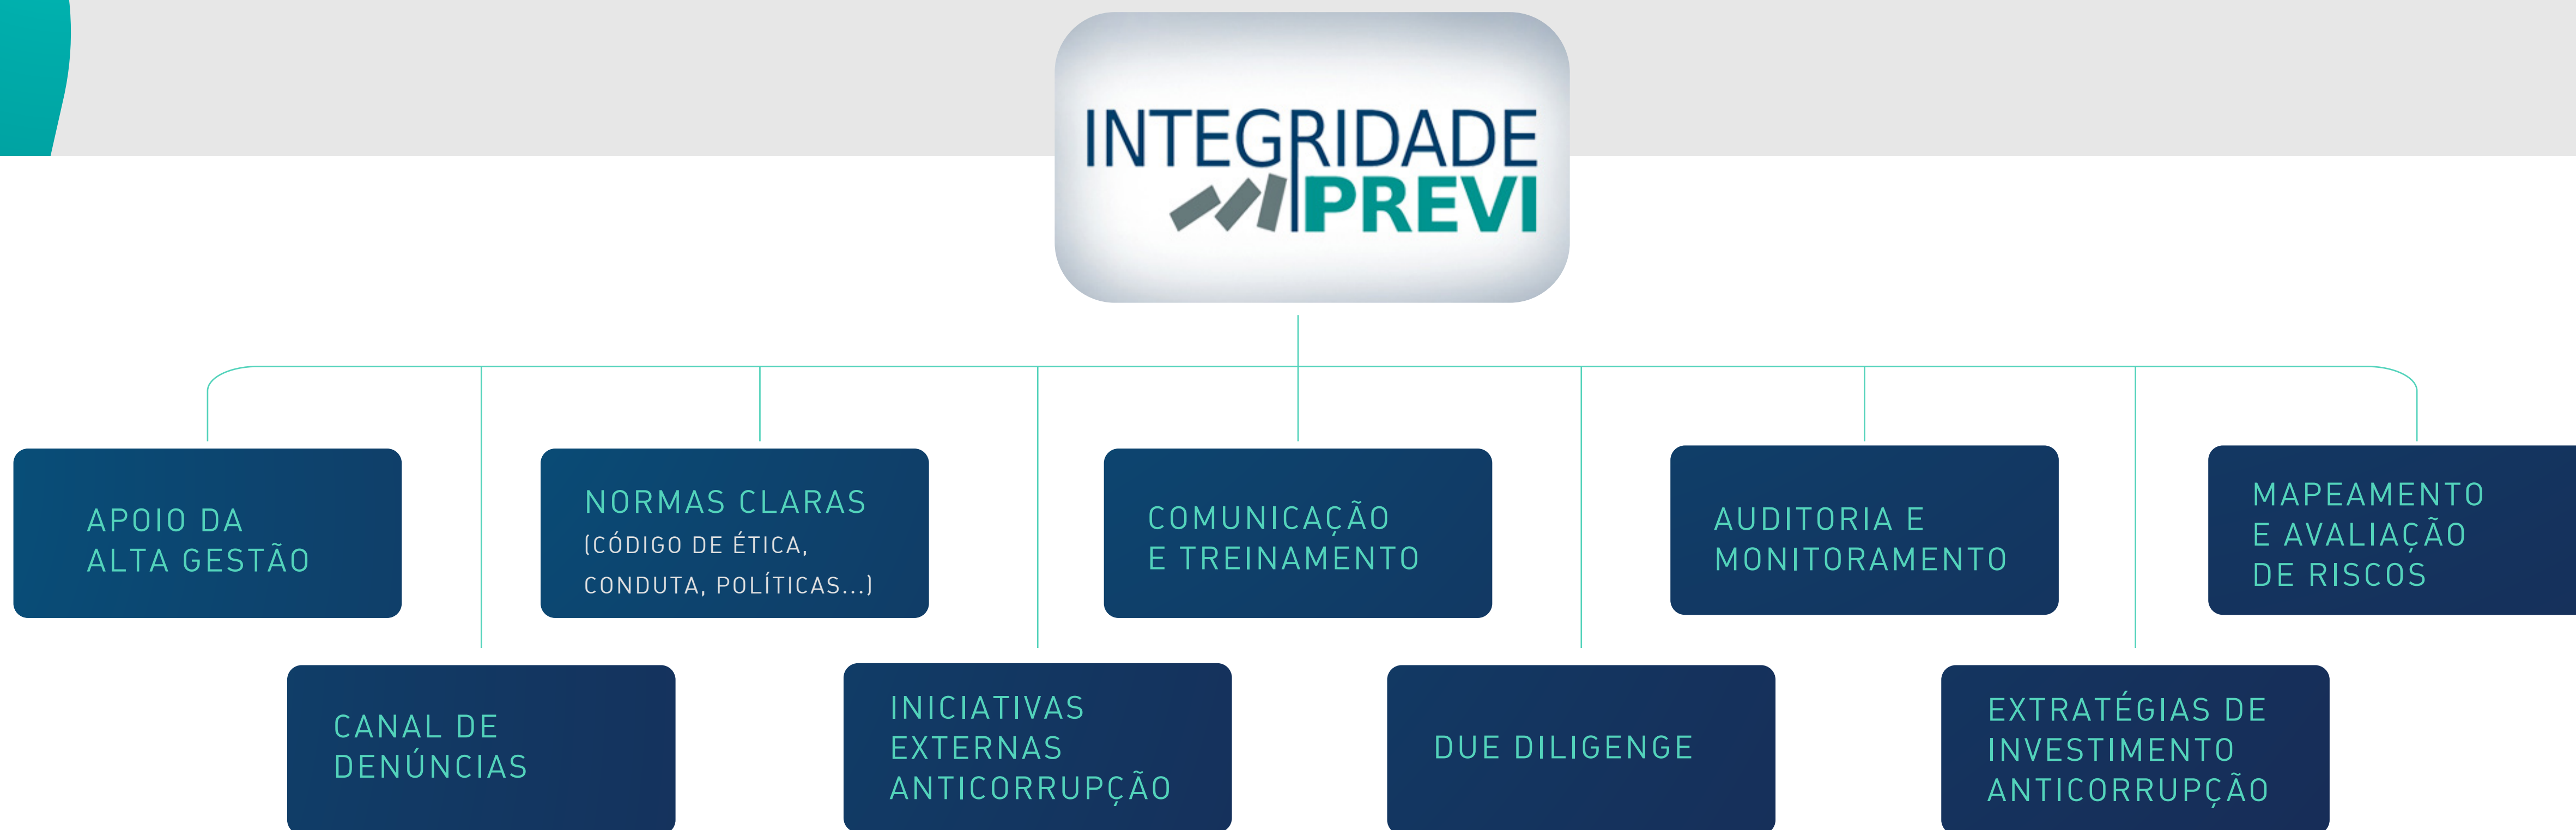 INTEGRIDADE
PREVI
APOIO DA
ALTA GESTÃO
NORMAS CLARAS
(CÓDIGO DE ÉTICA,
CONDUTA, POLÍTICAS...)
COMUNICAÇÃO
E TREINAMENTO
AUDITORIA E
MONITORAMENTO
MAPEAMENTO
E AVALIAÇÃO
DE RISCOS
CANAL DE
DENÚNCIAS
INICIATIVAS
EXTERNAS
ANTICORRUPÇÃO
DUE DILIGENGE
EXTRATÉGIAS DE
INVESTIMENTO
ANTICORRUPÇÃO